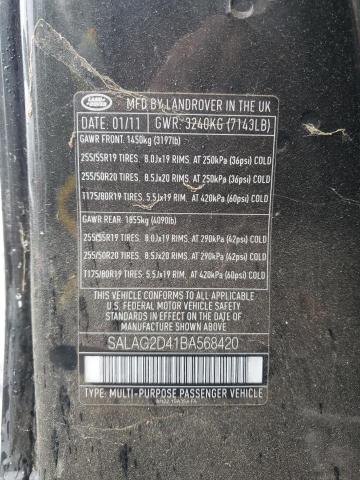 LAND ROVER
MFD BY LANDROVER IN THE UK
DATE: 01/11 GWR: 3240KG (7143LB)
GAWR FRONT: 1450kg (3197lb)
255/55R19 TIRES. 8.0Jx19 RIMS. AT 250kPa (36psi) COLD
255/50R20 TIRES. 8.5Jx20 RIMS. AT 250kPa (36psi) COLD
T175/80R19 TIRES. 5.5Jx19 RIMS. AT 420kPa (60psi) COLD
GAWR REAR: 1855kg (4090lb)
255/55R19 TIRES. 8.0Jx19 RIMS. AT 290kPa (42psi) COLD
255/50R20 TIRES. 8.5Jx20 RIMS. AT 290kPa (42psi) COLD
T175/80R19 TIRES. 5.5Jx19 RIMS. AT 420kPa (60psi) COLD
THIS VEHICLE CONFORMS TO ALL APPLICABLE
U.S. FEDERAL MOTOR VEHICLE SAFETY STANDARDS
IN EFFECT ON THE DATE OF MANUFACTURE
SHOWN ABOVE
SALAG2D41BA568420
TYPE: MULTI-PURPOSE PASSENGER VEHICLE